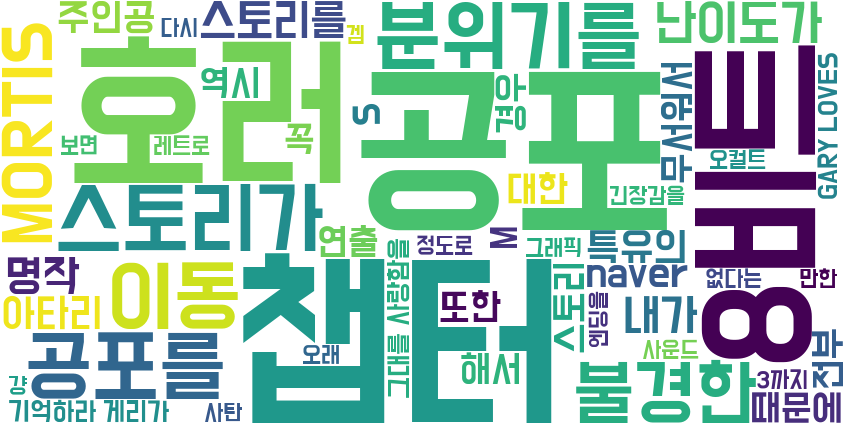 MORTIS
주인공
다시
스토리를
겜
분위기를
난이도가
호러
공포
역시
꼭
S
경우
무서워서
GARY LOVES
8비트
보면
레트로
오컬트
대한
긴장감을
스토리가
연출
정도로
M
그래픽
특유의
명작
이동
챕터
그대를 사랑함을
naver
없다는
만한
아타리
또한
스토리
엔딩을
내가
공포를
오래
해서
사운드
전부
불경한
3까지
때문에
걍
기억하라 게리가
사탄